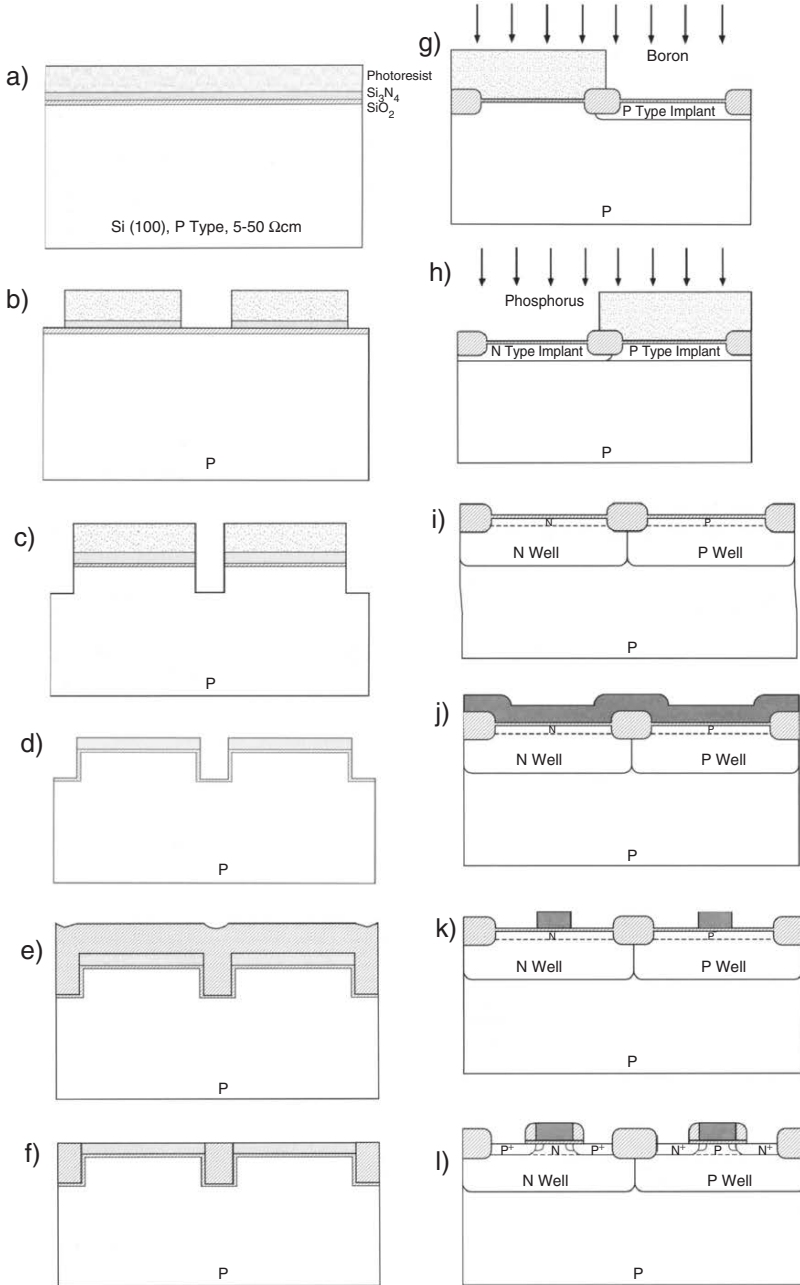 a)
Photoresist
Si₃N₄
SiO₂
Si (100), P Type, 5-50 Ωcm
b)
P
c)
P
d)
P
e)
P
f)
P
g)
Boron
P Type Implant
P
h)
Phosphorus
N Type Implant P Type Implant
P
i)
N P
N Well P Well
P
j)
N P
N Well P Well
P
k)
N P
N Well P Well
P
l)
P⁺ N P⁺ N⁺ P N⁺
N Well P Well
P